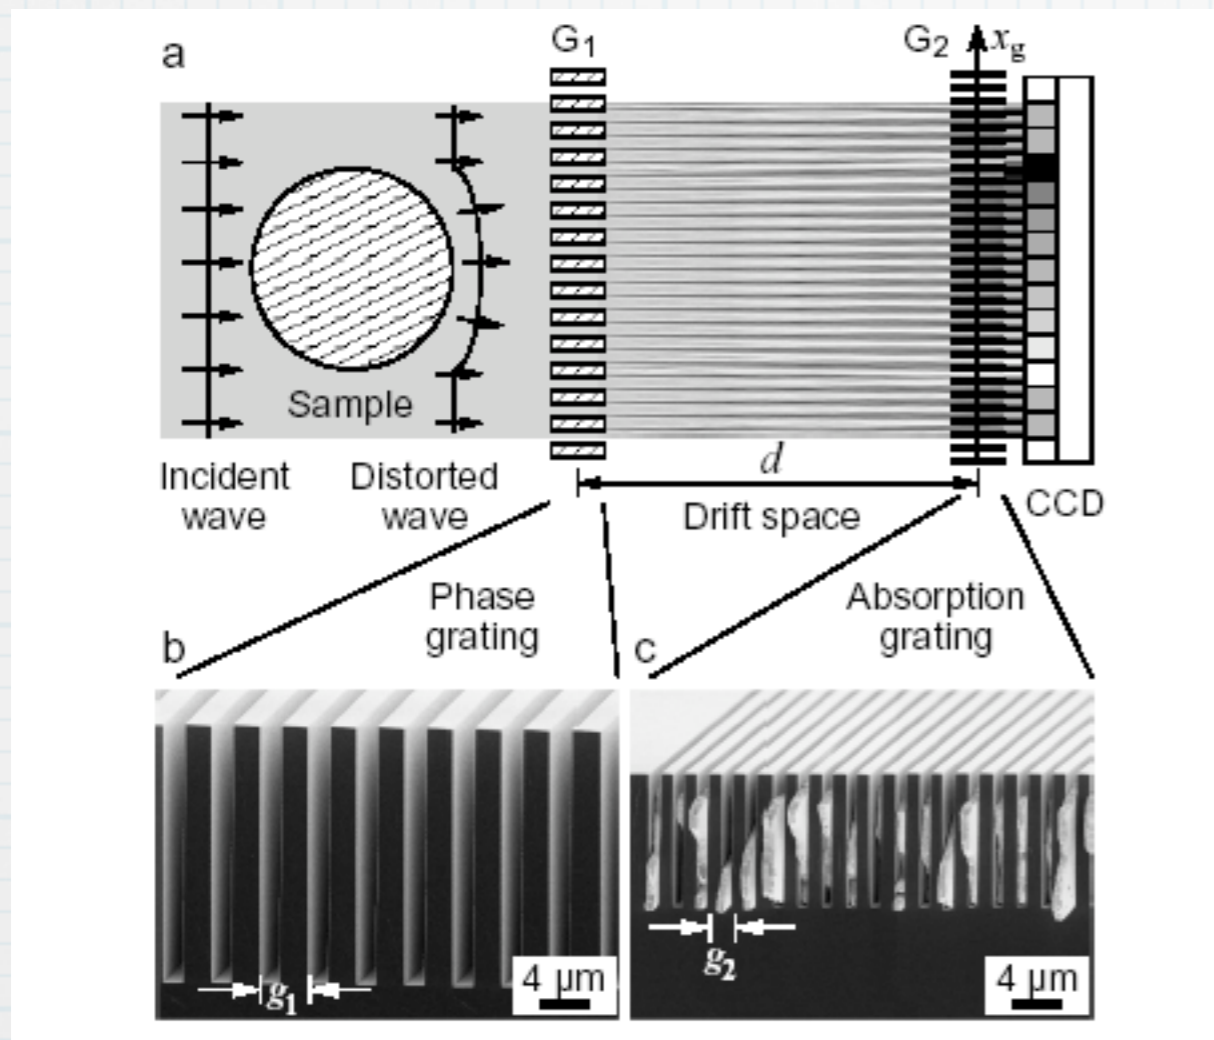 a
G1
G2
xg
Sample
Incident
wave
Distorted
wave
d
Drift space
CCD
Phase
grating
Absorption
grating
b
c
g1
4 µm
g2
4 µm